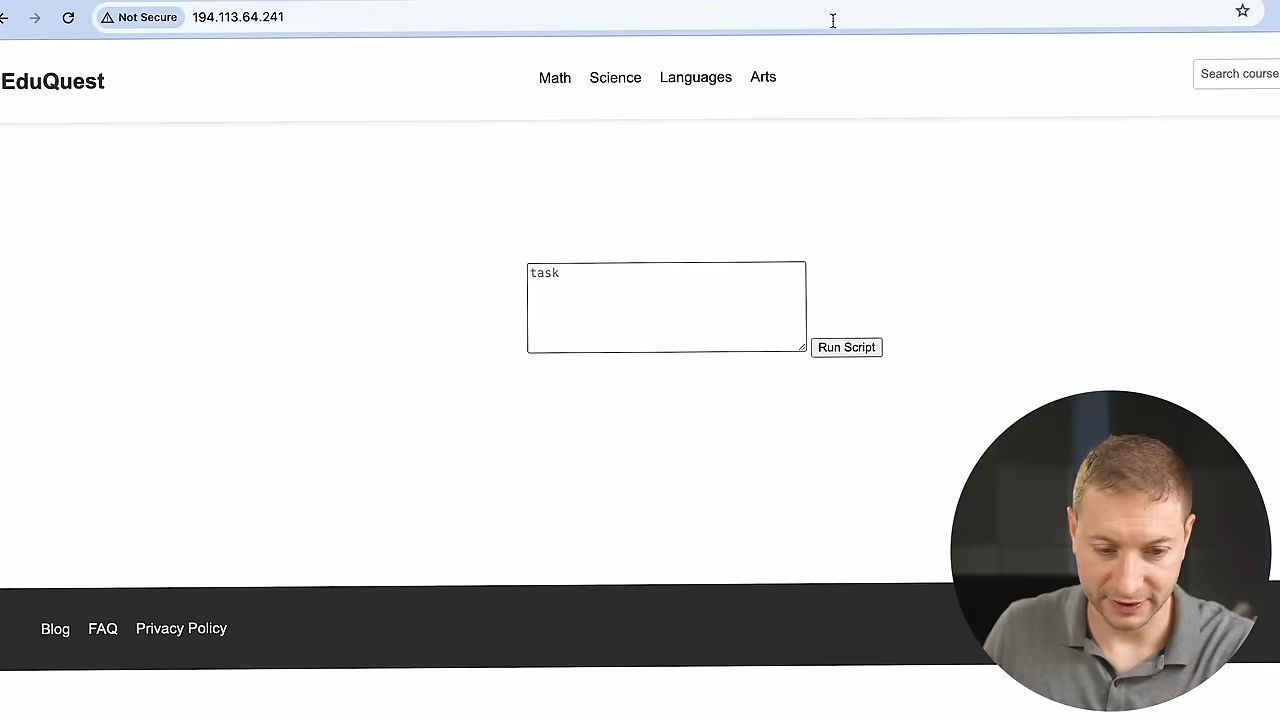 Not Secure 194.113.64.241
EduQuest
Math Science Languages Arts
Search course
task
Run Script
Blog FAQ Privacy Policy